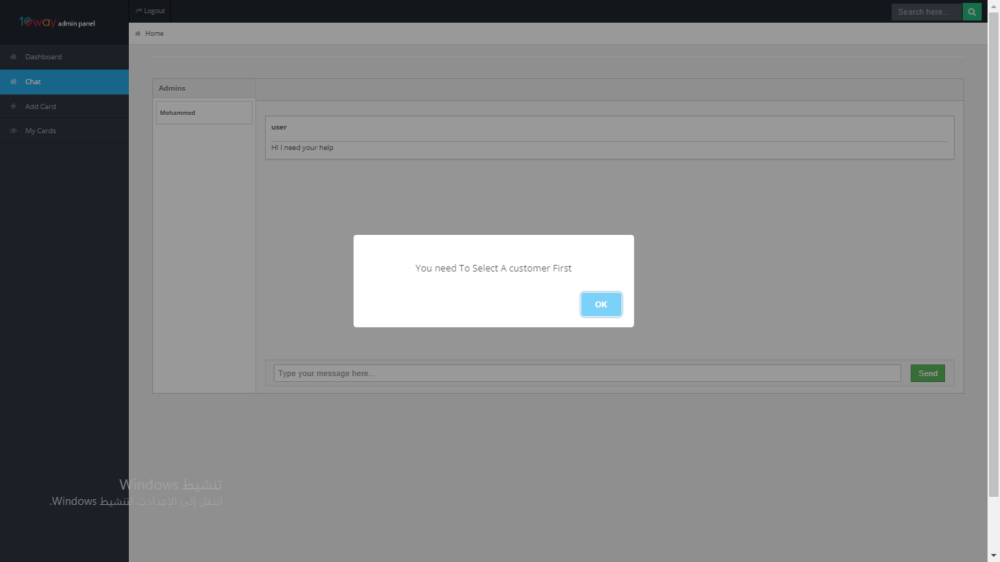 10way admin panel
Logout
Search here...
Home
Dashboard
Chat
Add Card
My Cards
Admins
Mohammed
user
HI I need your help
You need To Select A customer First
OK
Type your message here...
Send
تنشيط Windows
انتقل إلى الإعدادت لتنشيط Windows.